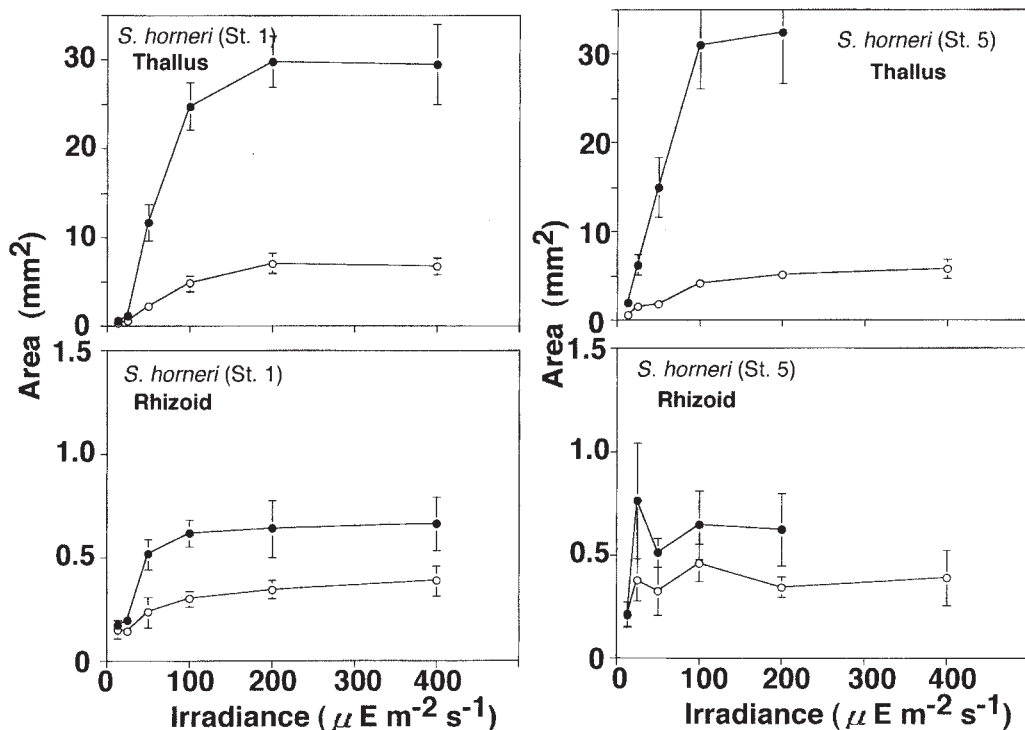 S. horneri (St. 1)
Thallus
30
20
10
0
S. horneri (St. 5)
Thallus
30
20
10
0
Area (mm²)
Area (mm²)
S. horneri (St. 1)
Rhizoid
1.5
1.0
0.5
0
0 100 200 300 400
Irradiance ( μ E m⁻² s⁻¹)
S. horneri (St. 5)
Rhizoid
1.5
1.0
0.5
0
0 100 200 300 400
Irradiance ( μ E m⁻² s⁻¹)